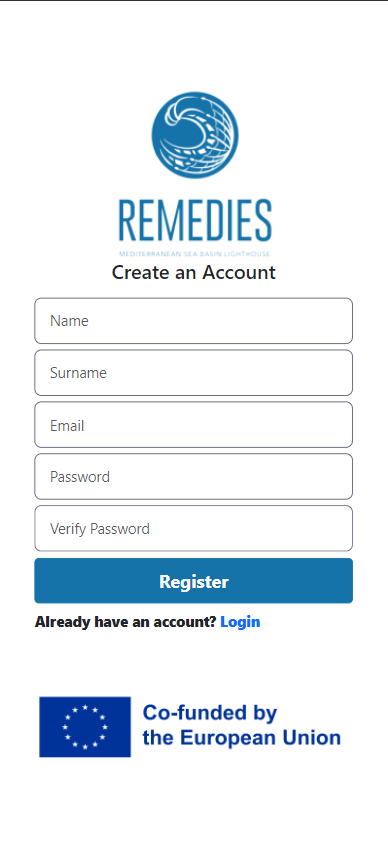 REMEDIES
MEDITERRANEAN SEA BASIN LIGHTHOUSE
Create an Account
Name
Surname
Email
Password
Verify Password
Register
Already have an account? Login
Co-funded by
the European Union